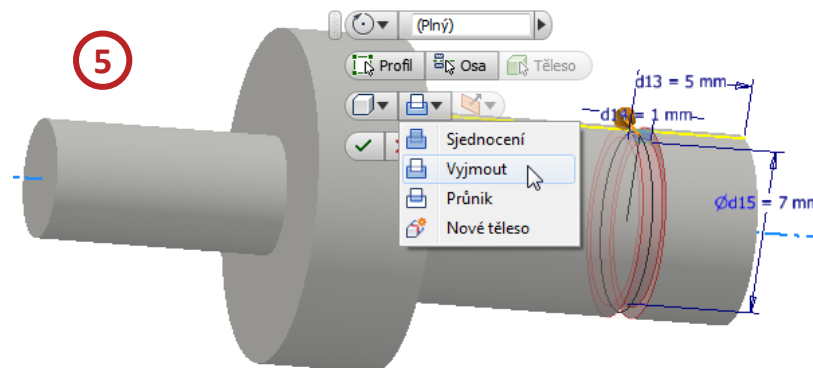 5
(Plný)
Profil Osa Těleso
d13 = 5 mm
= 1 mm
Sjednocení
Vyjmout
Průnik
Nové těleso
Ød15 = 7 mm